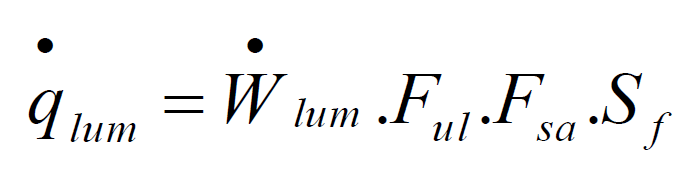 q̇_lum = Ẇ_lum .F_ul .F_sa .S_f